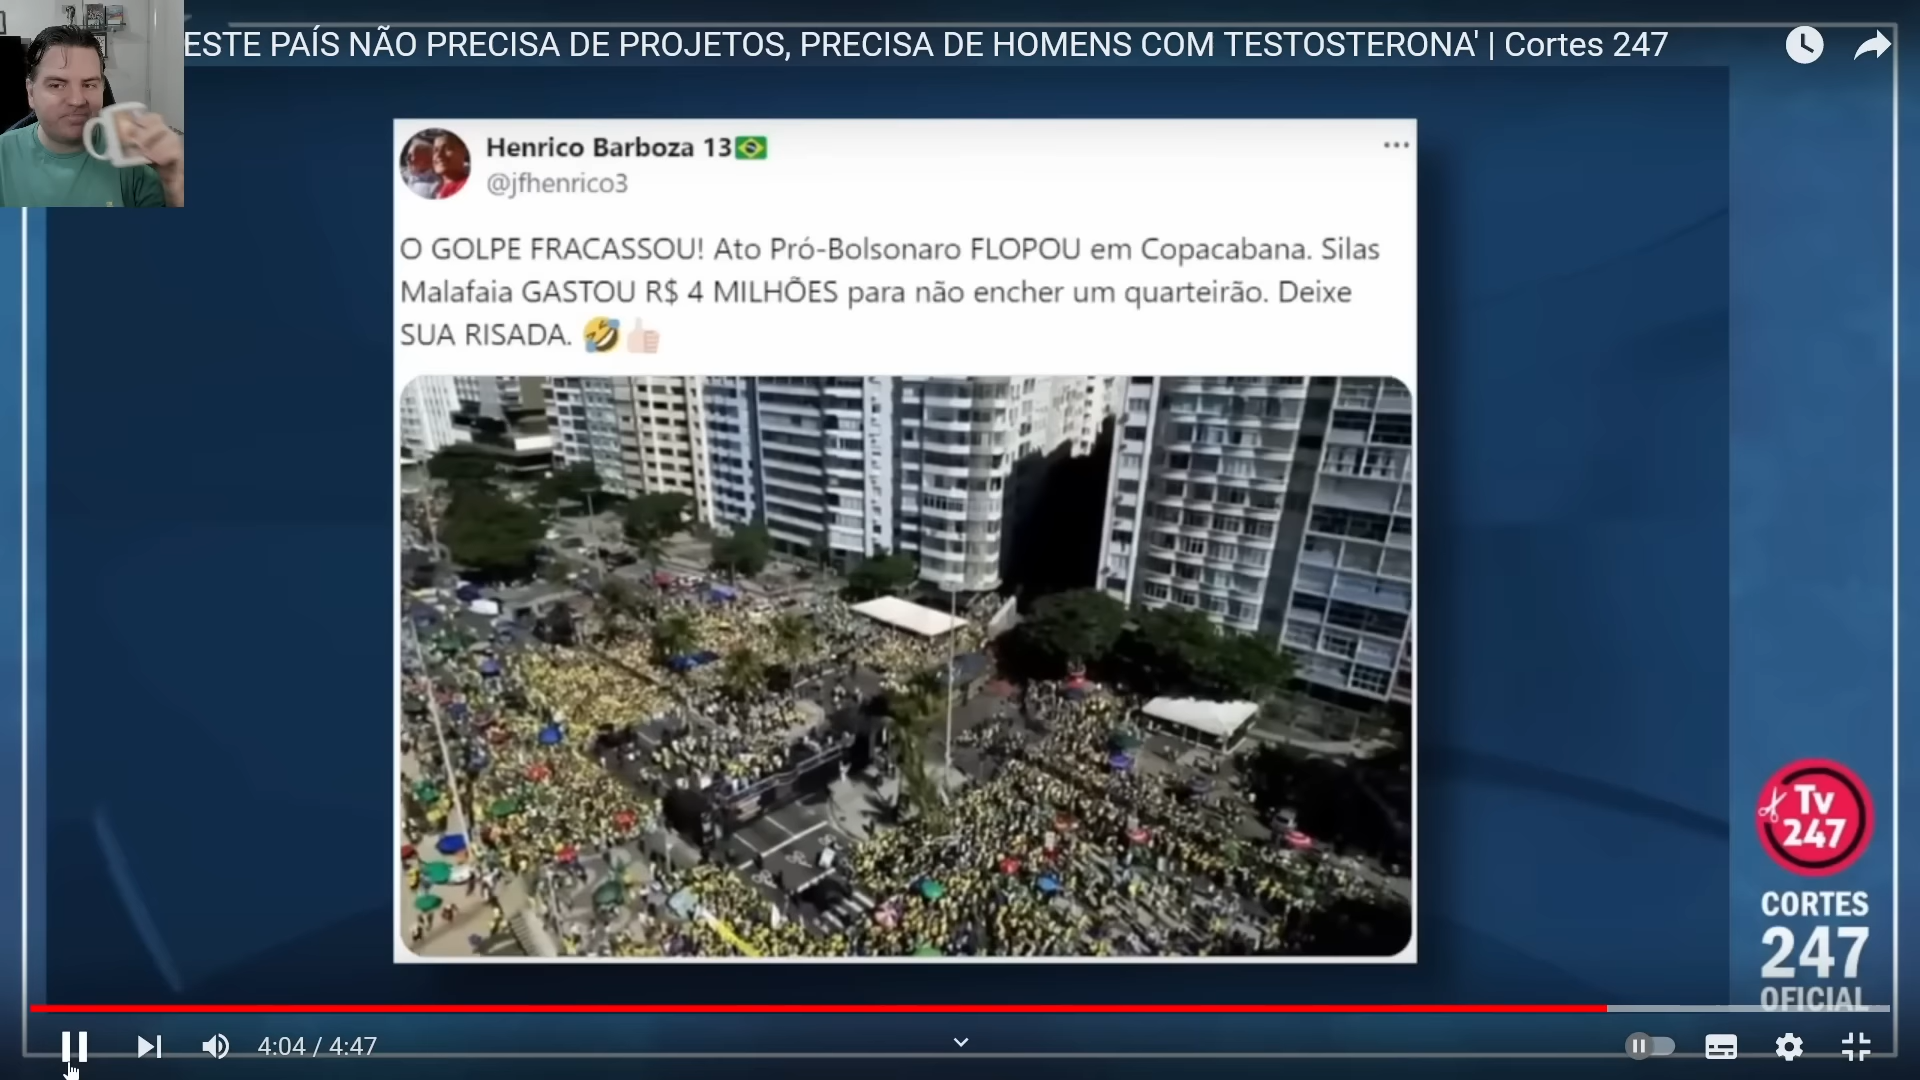 ESTE PAÍS NÃO PRECISA DE PROJETOS, PRECISA DE HOMENS COM TESTOSTERONA' | Cortes 247
Henrico Barboza 13🇧🇷
@jfhenrico3
O GOLPE FRACASSOU! Ato Pró-Bolsonaro FLOPOU em Copacabana. Silas
Malafaia GASTOU R$ 4 MILHÕES para não encher um quarteirão. Deixe
SUA RISADA. 🤣👍🏻
Tv
247
CORTES
247
OFICIAL
4:04 / 4:47